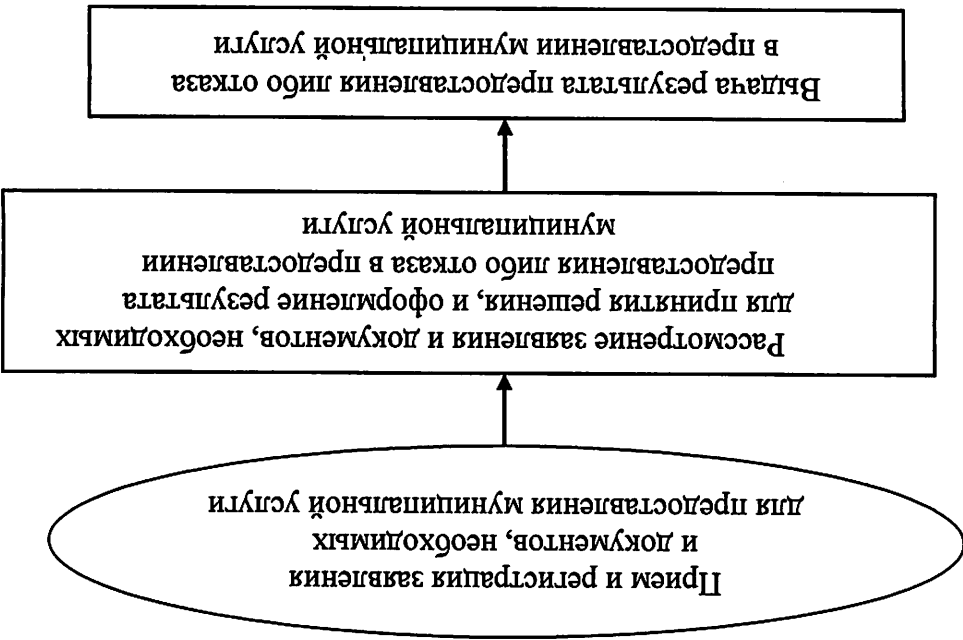 Прием и регистрация заявления
и документов, необходимых
для предоставления муниципальной услуги
Рассмотрение заявления и документов, необходимых
для принятия решения, и оформление результата
предоставления либо отказа в предоставлении
муниципальной услуги
Выдача результата предоставления либо отказа
в предоставлении муниципальной услуги